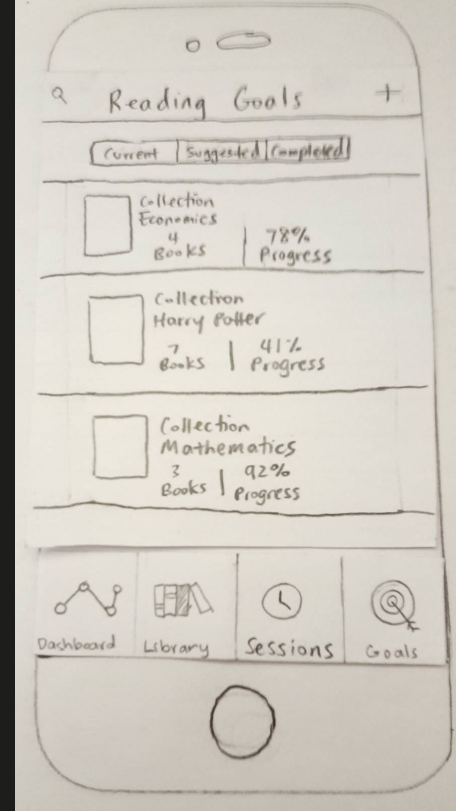 Reading Goals +
Current Suggested Completed
Collection
Economics
4
Books
78%
Progress
Collection
Harry Potter
7
Books
41%
Progress
Collection
Mathematics
3
Books
92%
Progress
Dashboard Library Sessions Goals